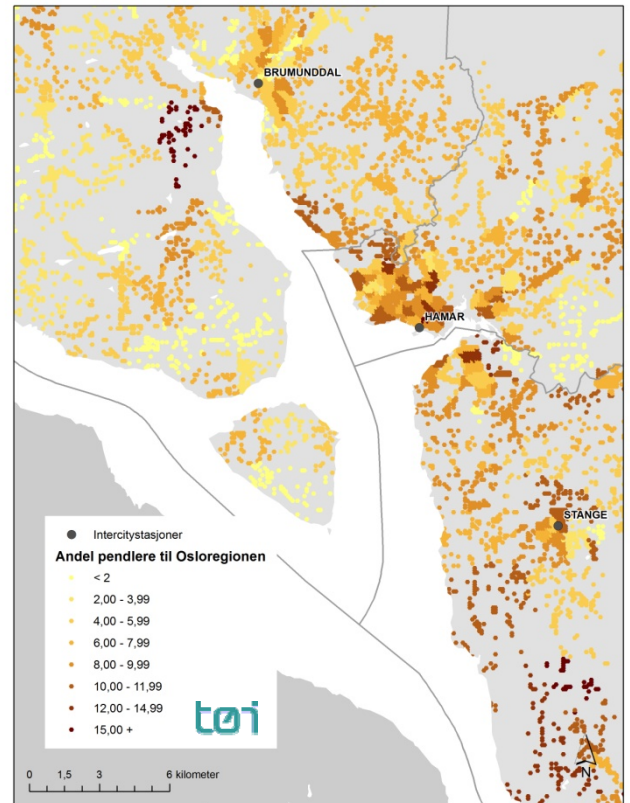 BRUMUNDDAL
HAMAR
STANGE
Intercitystasjoner
Andel pendlere til Osloregionen
< 2
2,00 - 3,99
4,00 - 5,99
6,00 - 7,99
8,00 - 9,99
10,00 - 11,99
12,00 - 14,99
15,00 +
tøi
0 1,5 3 6 kilometer
N